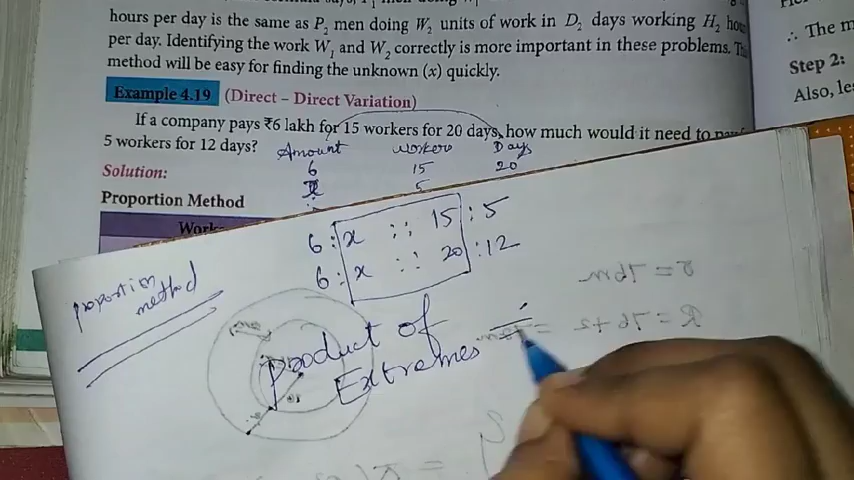 hours per day is the same as P₂ men doing W₂ units of work in D₂ days working H₂
per day. Identifying the work W₁ and W₂ correctly is more important in these problems.
method will be easy for finding the unknown (x) quickly.
∴ The
Step 2:
Also,
Example 4.19 (Direct – Direct Variation)
If a company pays ₹6 lakh for 15 workers for 20 days, how much would it need to
5 workers for 12 days?
Amount workers Days
6 15 20
5
Solution:
Proportion Method
6 : x :: 15 : 5
6 : x :: 20 : 12
proportion
method
Product of
Extremes =